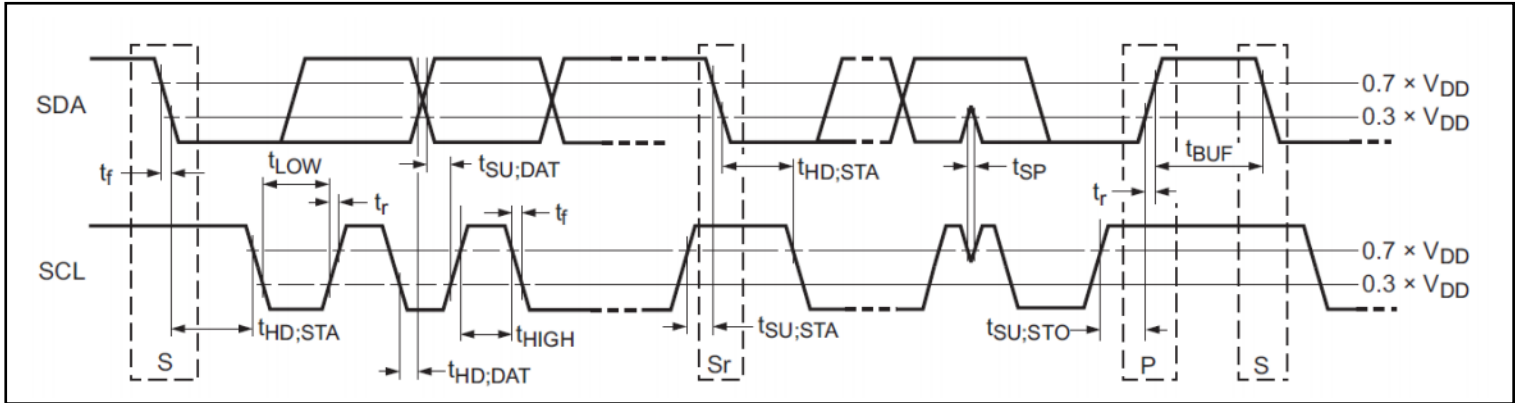 0.7 × VDD
SDA
0.3 × VDD
tLOW
tBUF
tf
tSU;DAT
tHD;STA
tSP
tr
tf
tr
0.7 × VDD
SCL
0.3 × VDD
tHD;STA
tHIGH
tSU;STA
tSU;STO
S
tHD;DAT
Sr
P
S